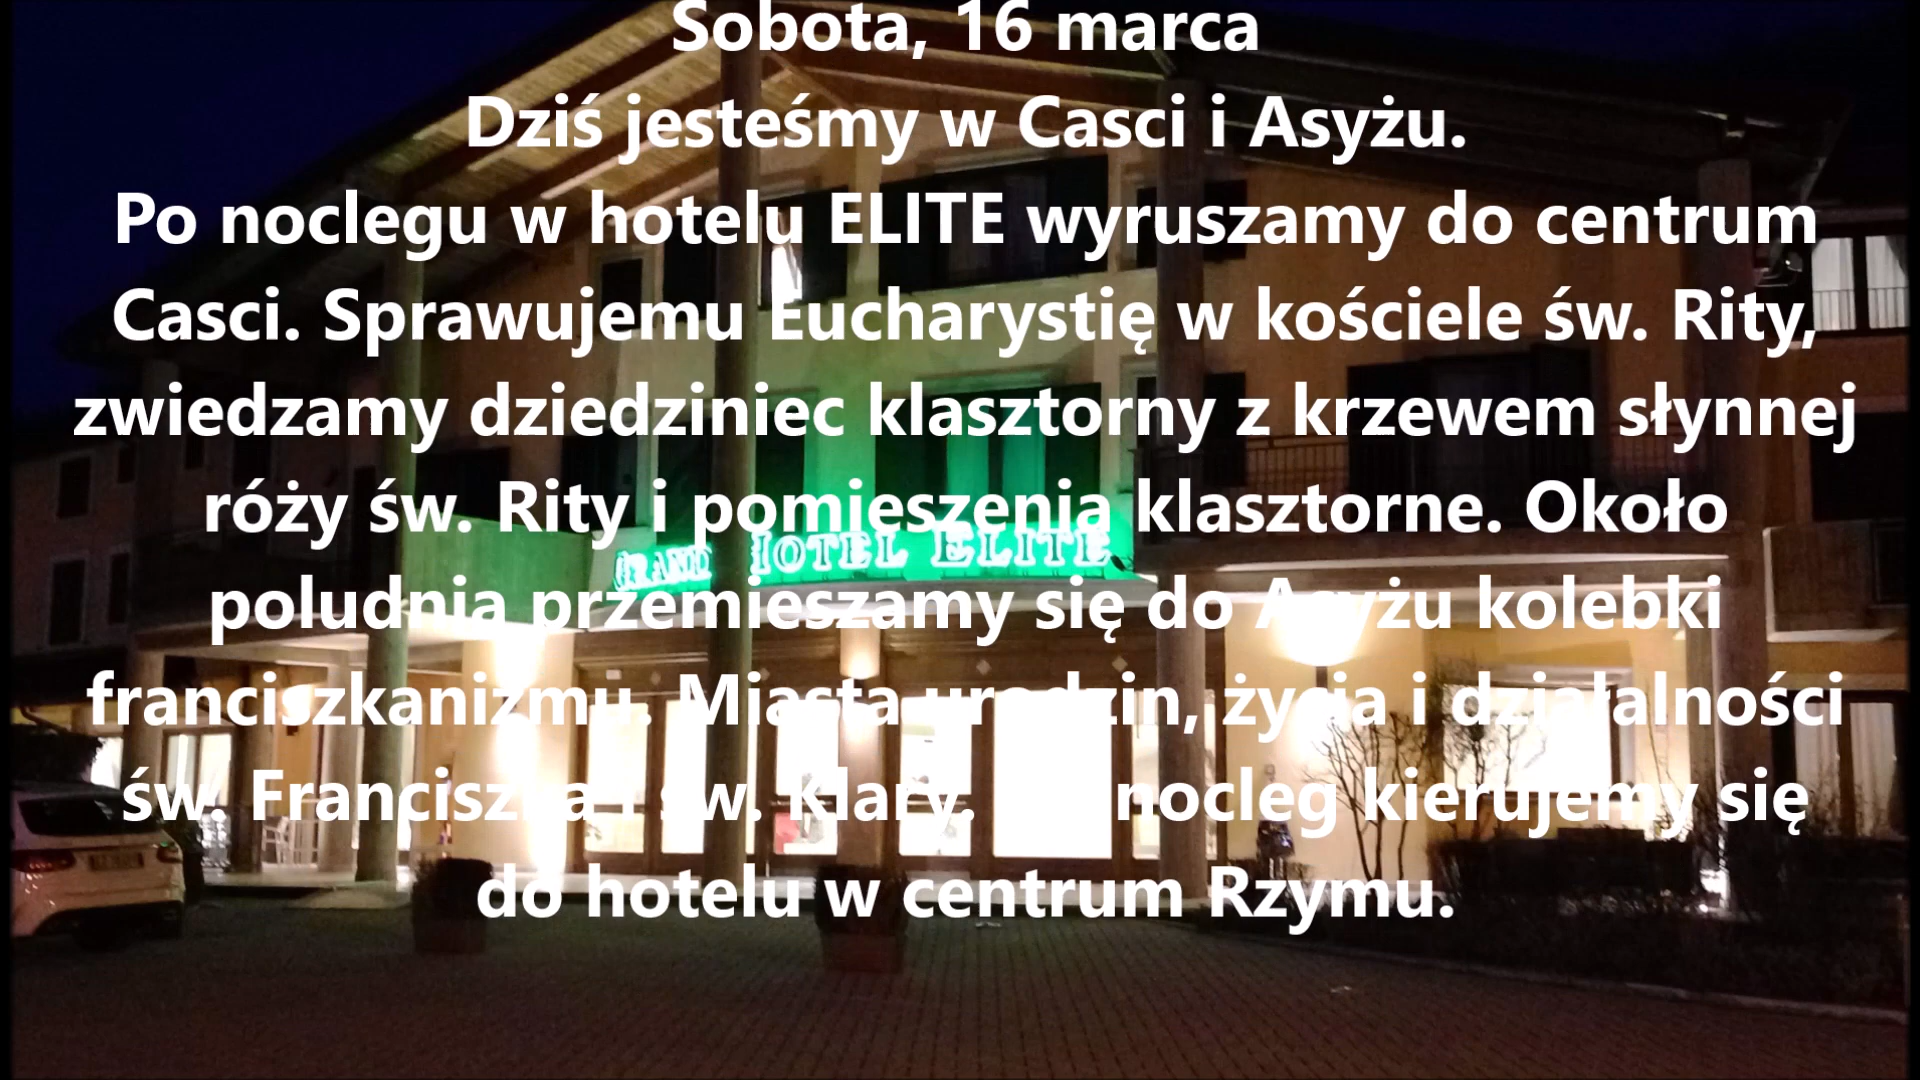 Sobota, 16 marca
Dziś jesteśmy w Casci i Asyżu.
Po noclegu w hotelu ELITE wyruszamy do centrum
Casci. Sprawujemu Eucharystię w kościele św. Rity,
zwiedzamy dziedziniec klasztorny z krzewem słynnej
róży św. Rity i pomieszenia klasztorne. Około
poludnia przemieszamy się do Asyżu kolebki
franciszkanizmu. Miasta urodzin, życia i działalności
św. Franciszka i św. Klary. nocleg kierujemy się
do hotelu w centrum Rzymu.
GRAND HOTEL ELITE